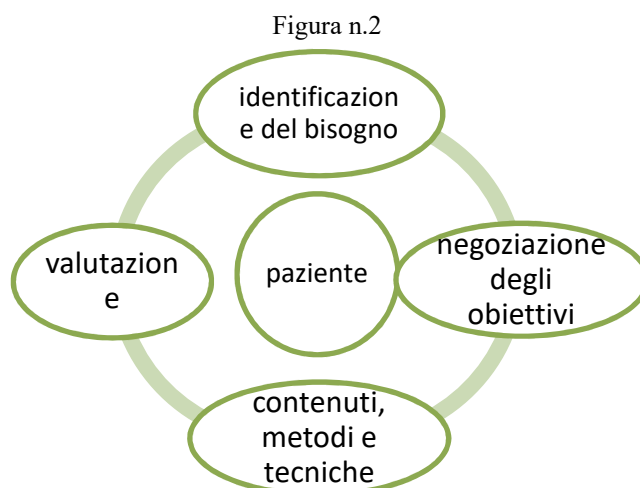 Figura n.2
identificazion
e del bisogno
valutazion
e
paziente
negoziazione
degli
obiettivi
contenuti,
metodi e
tecniche